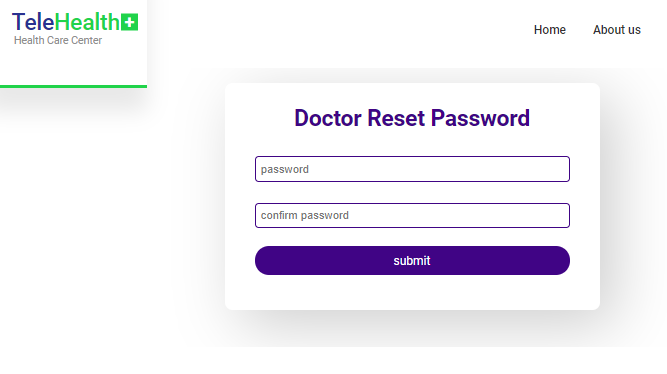 TeleHealth
Health Care Center
Home About us
Doctor Reset Password
password
confirm password
submit